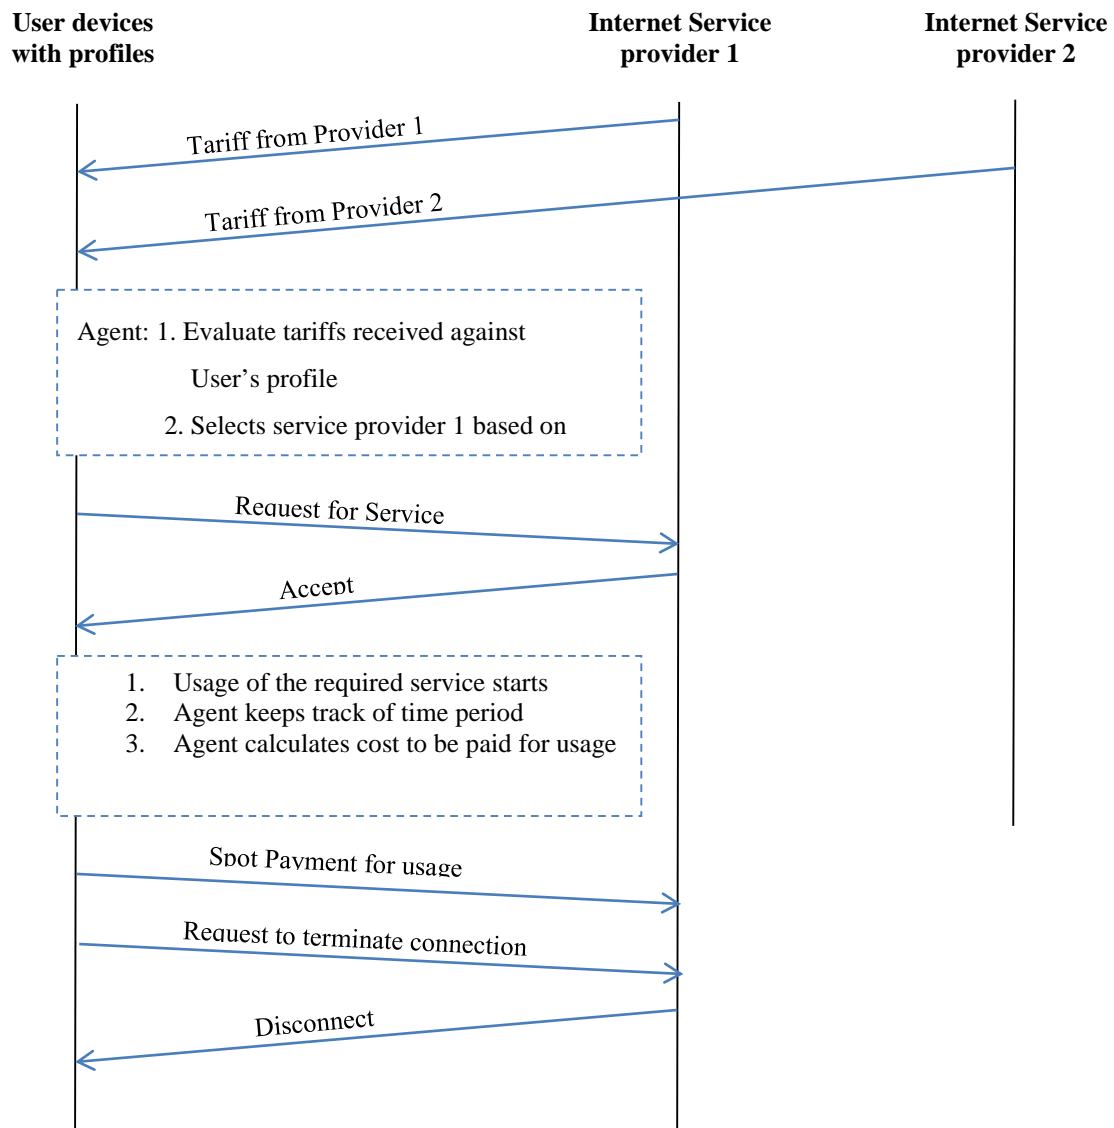 User devices
with profiles
Internet Service
provider 1
Internet Service
provider 2
Tariff from Provider 1
Tariff from Provider 2
Agent: 1. Evaluate tariffs received against
User’s profile
2. Selects service provider 1 based on
Request for Service
Accept
1. Usage of the required service starts
2. Agent keeps track of time period
3. Agent calculates cost to be paid for usage
Spot Payment for usage
Request to terminate connection
Disconnect